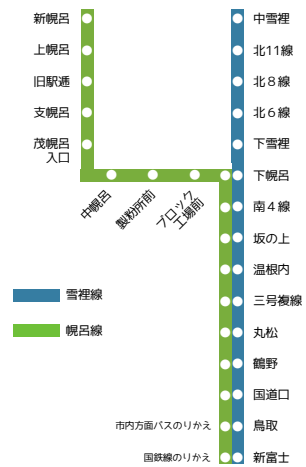 新幌呂
上幌呂
旧駅逓
支幌呂
茂幌呂
入口
中幌呂
製粉所前
ブロック
工場前
中雪裡
北11線
北８線
北６線
下雪裡
下幌呂
南４線
坂の上
温根内
三号複線
丸松
鶴野
国道口
鳥取
新富士
雪裡線
幌呂線
市内方面バスのりかえ
国鉄線のりかえ